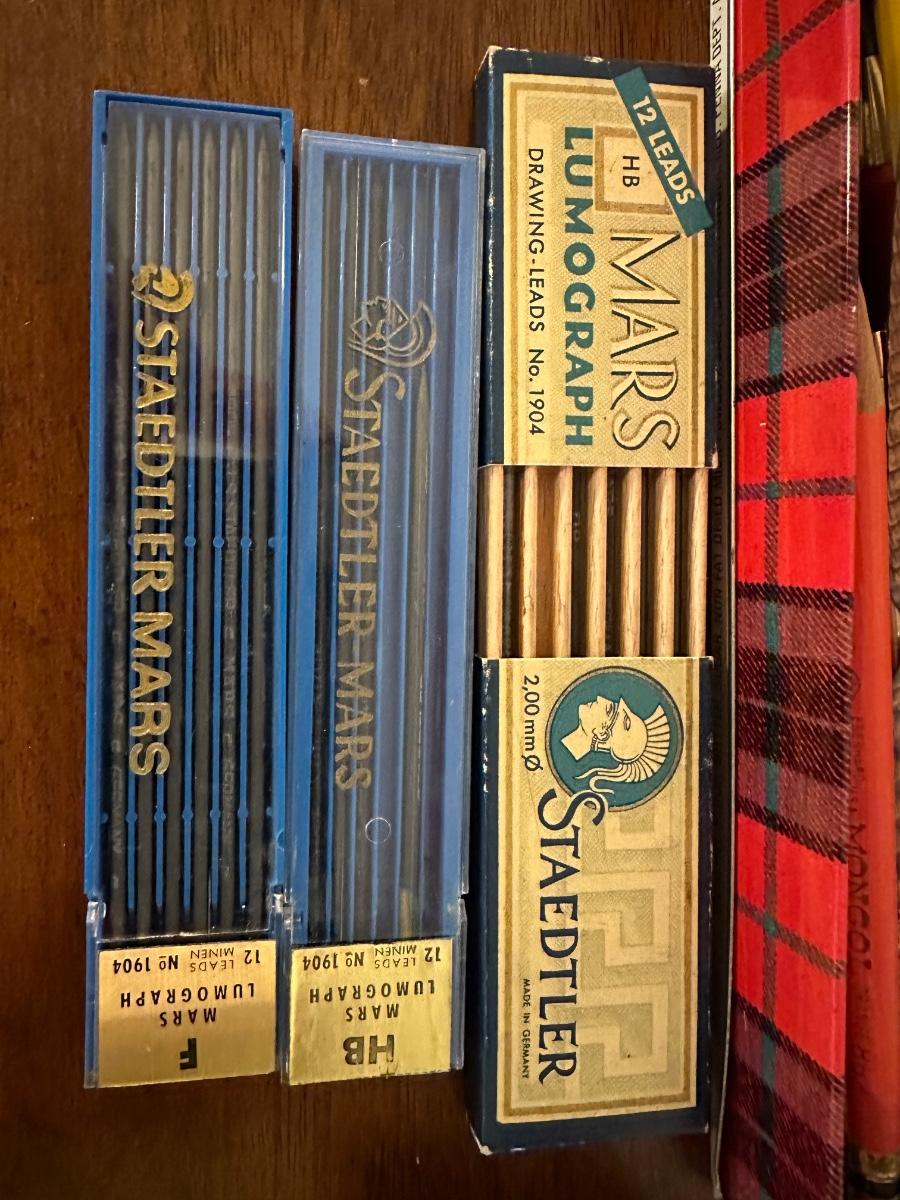 STAEDTLER MARS
F
MARS
LUMOGRAPH
12 LEADS MINEN No 1904
STAEDTLER MARS
HB
MARS
LUMOGRAPH
12 LEADS MINEN No 1904
12 LEADS
HB
MARS
LUMOGRAPH
DRAWING-LEADS No. 1904
2,00 mm Ø
STAEDTLER
MADE IN GERMANY
MONGOL